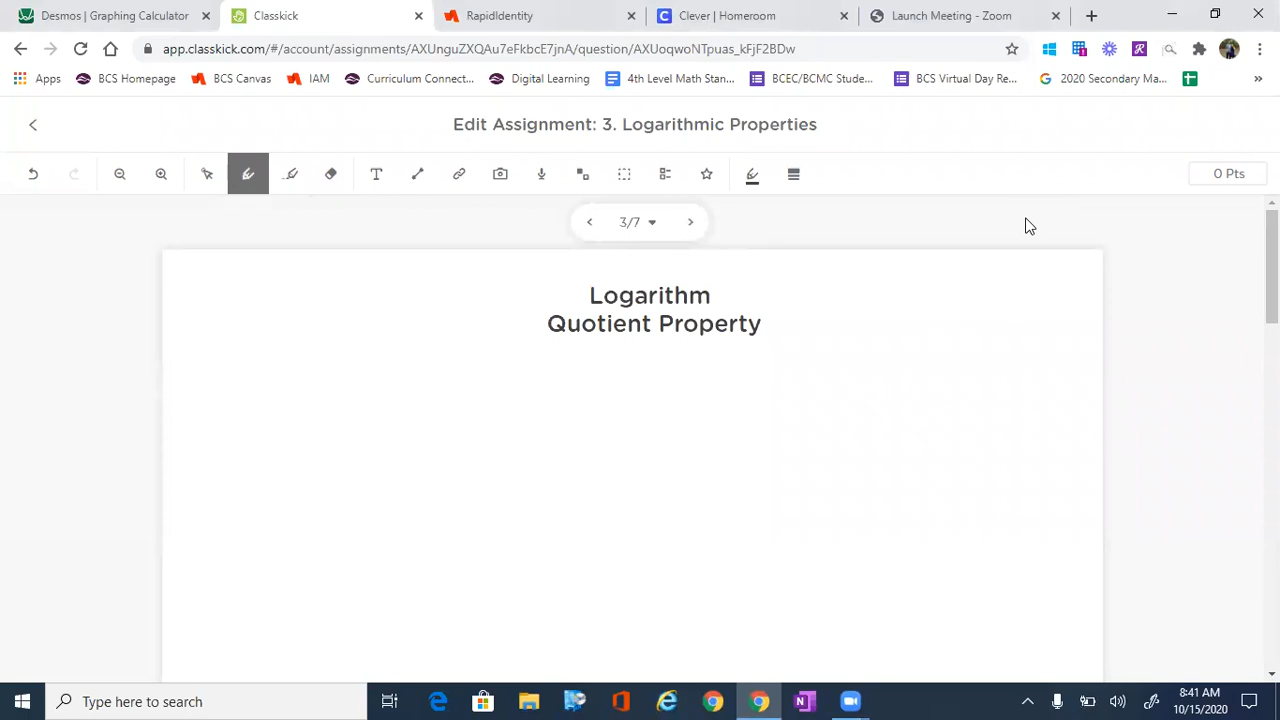 Desmos | Graphing Calculator
Classkick
RapidIdentity
Clever | Homeroom
Launch Meeting - Zoom
app.classkick.com/#/account/assignments/AXUnguZXQAu7eFkbcE7jnA/question/AXUoqwoNTpuas_kFjF2BDw
Apps
BCS Homepage
BCS Canvas
IAM
Curriculum Connect...
Digital Learning
4th Level Math Stan...
BCEC/BCMC Stude...
BCS Virtual Day Re...
2020 Secondary Ma...
»
Edit Assignment: 3. Logarithmic Properties
0 Pts
3/7
Logarithm
Quotient Property
Type here to search
8:41 AM
10/15/2020